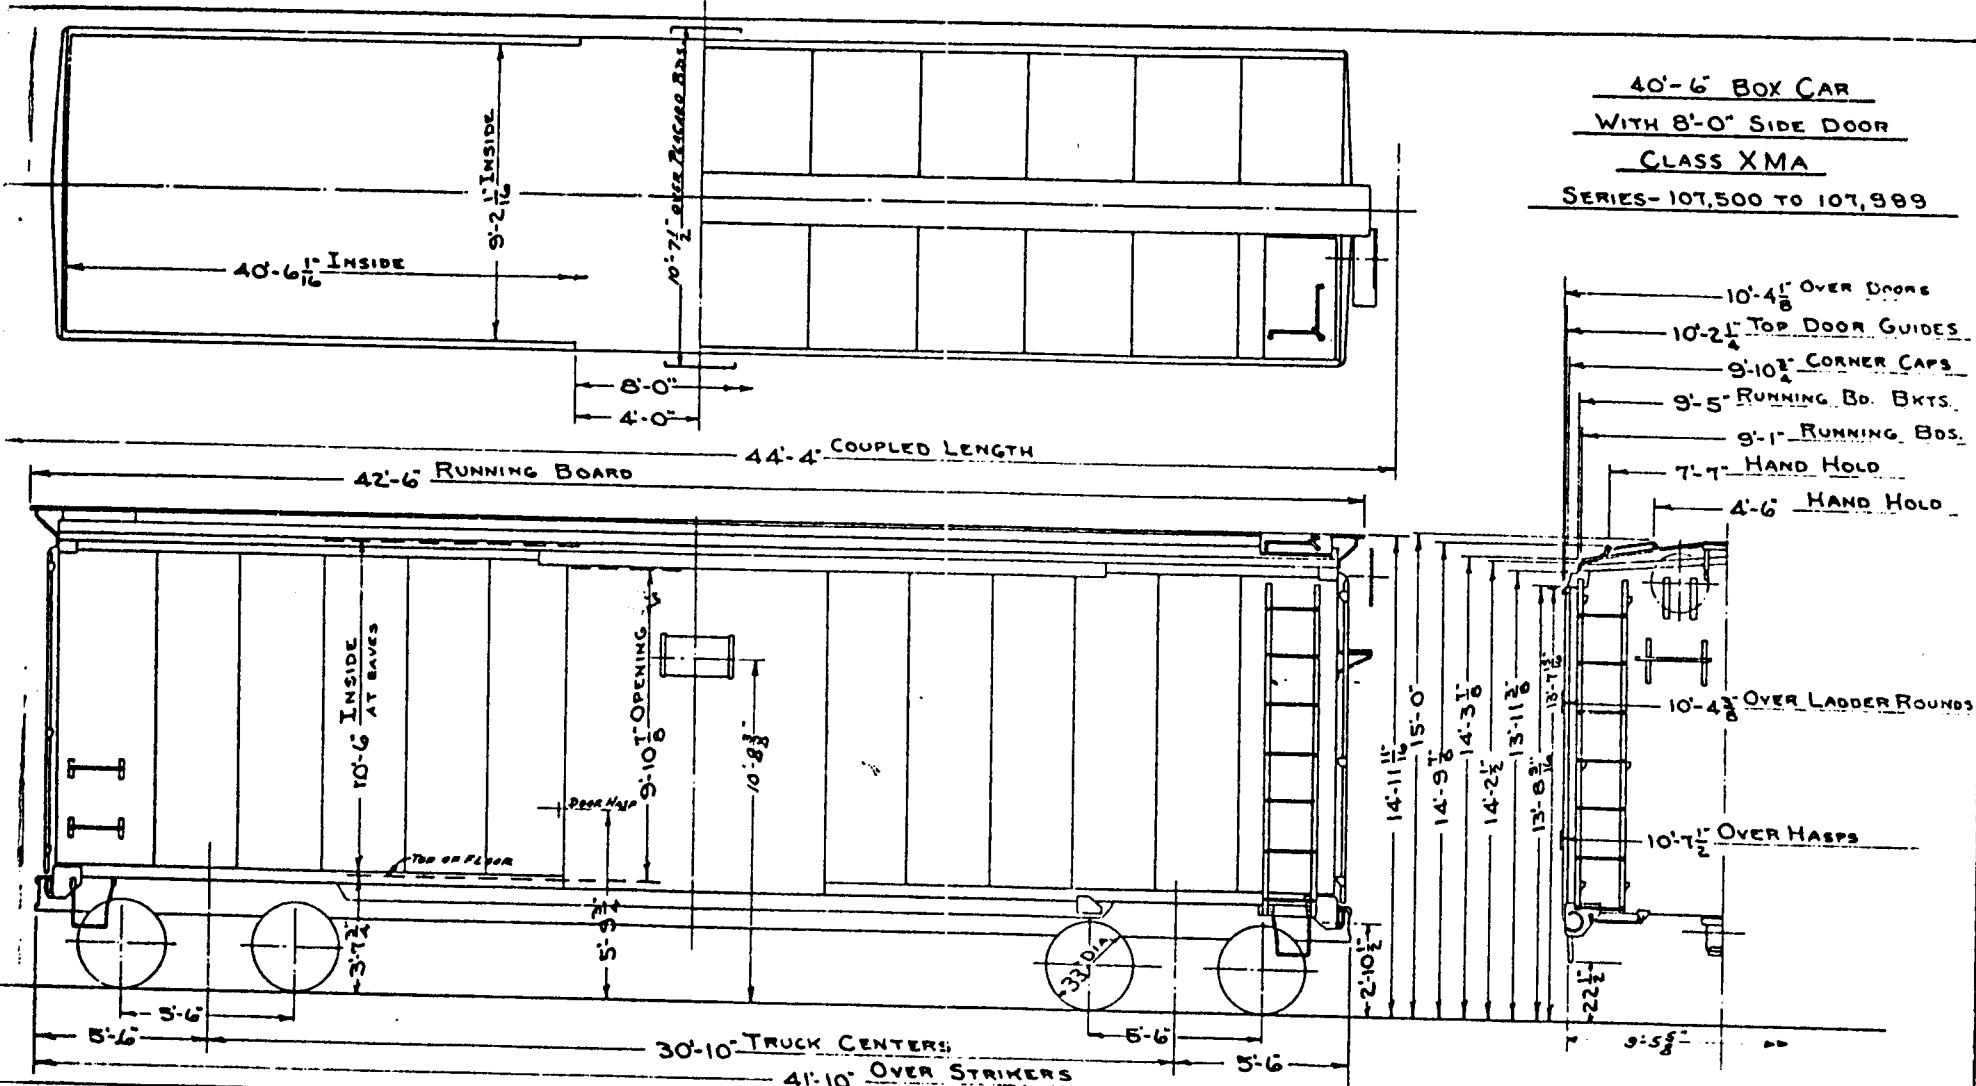 40'-6" BOX CAR
WITH 8'-0" SIDE DOOR
CLASS XMA
SERIES-107,500 TO 107,999
9'-2 1/16" INSIDE
40'-6 1/16" INSIDE
10'-7 1/2" OVER PLACARD BDS.
8'-0"
4'-0"
44'-4" COUPLED LENGTH
42'-6" RUNNING BOARD
10'-4 1/8" OVER DOORS
10'-2 1/4" TOP DOOR GUIDES
9'-10 3/4" CORNER CAPS
9'-5" RUNNING BD. BKTS.
9'-1" RUNNING BDS.
7'-7" HAND HOLD
4'-6" HAND HOLD
10'-6" INSIDE
AT EAVES
9'-10 7/8" OPENING
10'-8 3/8"
DOOR HASP
TOP OF FLOOR
3'-7 3/4"
5'-9 3/4"
33" DIA
2'-10 1/2"
14'-11 11/16"
15'-0"
14'-9 7/8"
14'-3 7/8"
14'-2 1/2"
13'-11 3/8"
13'-8 9/16"
10'-4 3/8" OVER LADDER ROUNDS
10'-7 1/2" OVER HASPS
22 1/2"
9'-5 5/8"
5'-6"
5'-6"
5'-6"
5'-6"
30'-10" TRUCK CENTERS
41'-10" OVER STRIKERS